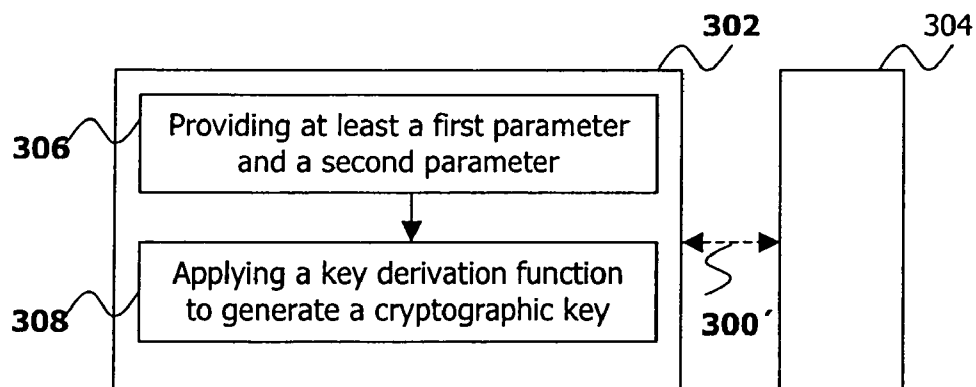 302
304
306
Providing at least a first parameter
and a second parameter
Applying a key derivation function
to generate a cryptographic key
308
300´